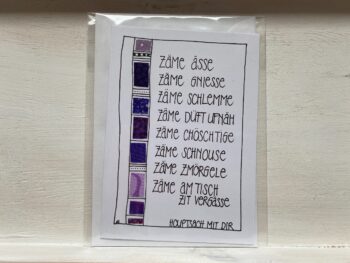 ZÄME ÄSSE
ZÄME GNIESSE
ZÄME SCHLEMME
ZÄME DÜFT UFNÄH
ZÄME CHÖSCHTIGE
ZÄME SCHNOUSE
ZÄME ZMÖRGELE
ZÄME AM TISCH
ZIT VERGÄSSE
HOUPTSACH MIT DIR